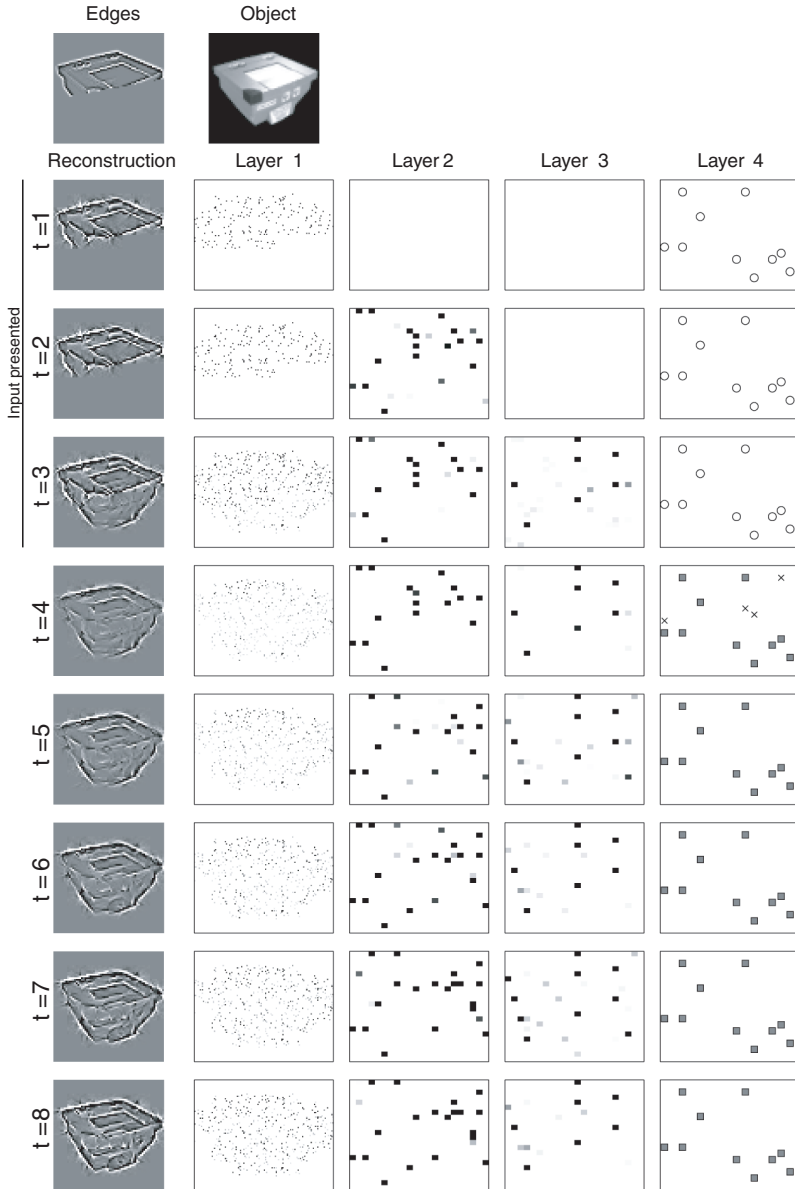 Edges Object
Reconstruction Layer 1 Layer 2 Layer 3 Layer 4
Input presented
t=1
t=2
t=3
t=4
t=5
t=6
t=7
t=8